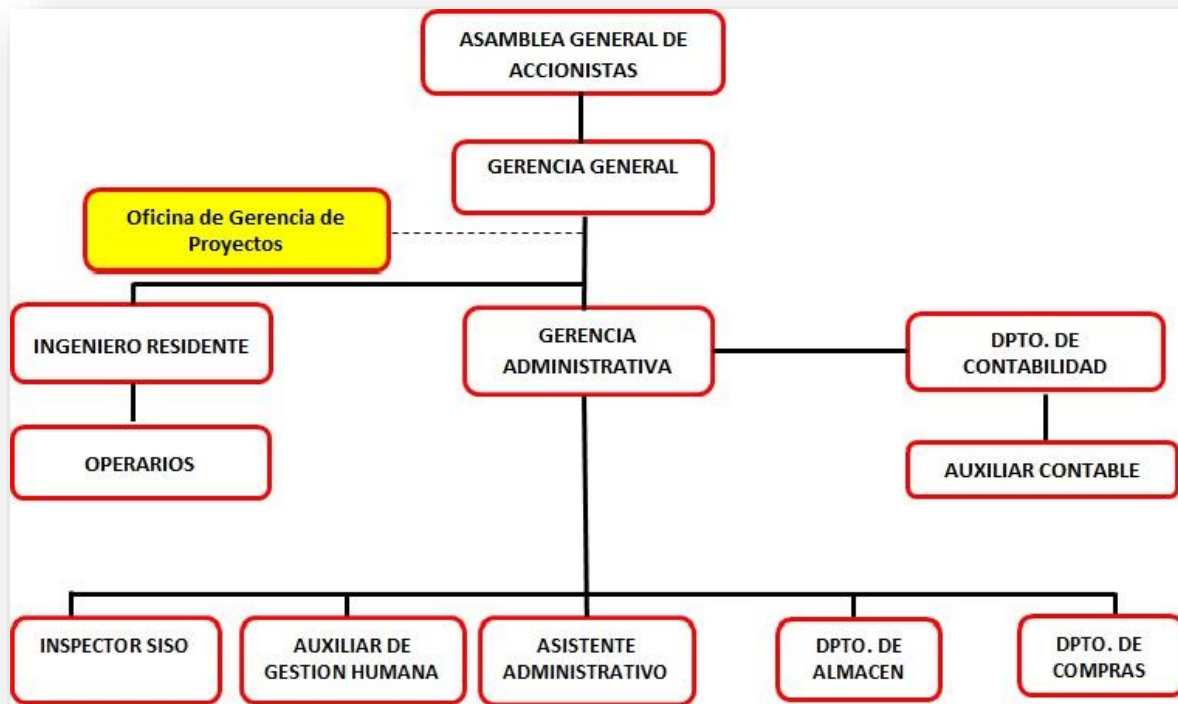 ASAMBLEA GENERAL DE
ACCIONISTAS
GERENCIA GENERAL
Oficina de Gerencia de
Proyectos
INGENIERO RESIDENTE
GERENCIA
ADMINISTRATIVA
DPTO. DE
CONTABILIDAD
OPERARIOS
AUXILIAR CONTABLE
INSPECTOR SISO
AUXILIAR DE
GESTION HUMANA
ASISTENTE
ADMINISTRATIVO
DPTO. DE
ALMACEN
DPTO. DE
COMPRAS